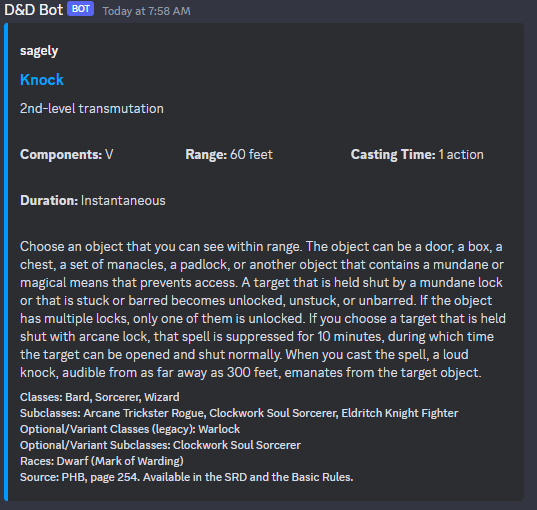 D&D Bot BOT Today at 7:58 AM
sagely
Knock
2nd-level transmutation
Components: V Range: 60 feet Casting Time: 1 action
Duration: Instantaneous
Choose an object that you can see within range. The object can be a door, a box, a
chest, a set of manacles, a padlock, or another object that contains a mundane or
magical means that prevents access. A target that is held shut by a mundane lock
or that is stuck or barred becomes unlocked, unstuck, or unbarred. If the object
has multiple locks, only one of them is unlocked. If you choose a target that is held
shut with arcane lock, that spell is suppressed for 10 minutes, during which time
the target can be opened and shut normally. When you cast the spell, a loud
knock, audible from as far away as 300 feet, emanates from the target object.
Classes: Bard, Sorcerer, Wizard
Subclasses: Arcane Trickster Rogue, Clockwork Soul Sorcerer, Eldritch Knight Fighter
Optional/Variant Classes (legacy): Warlock
Optional/Variant Subclasses: Clockwork Soul Sorcerer
Races: Dwarf (Mark of Warding)
Source: PHB, page 254. Available in the SRD and the Basic Rules.